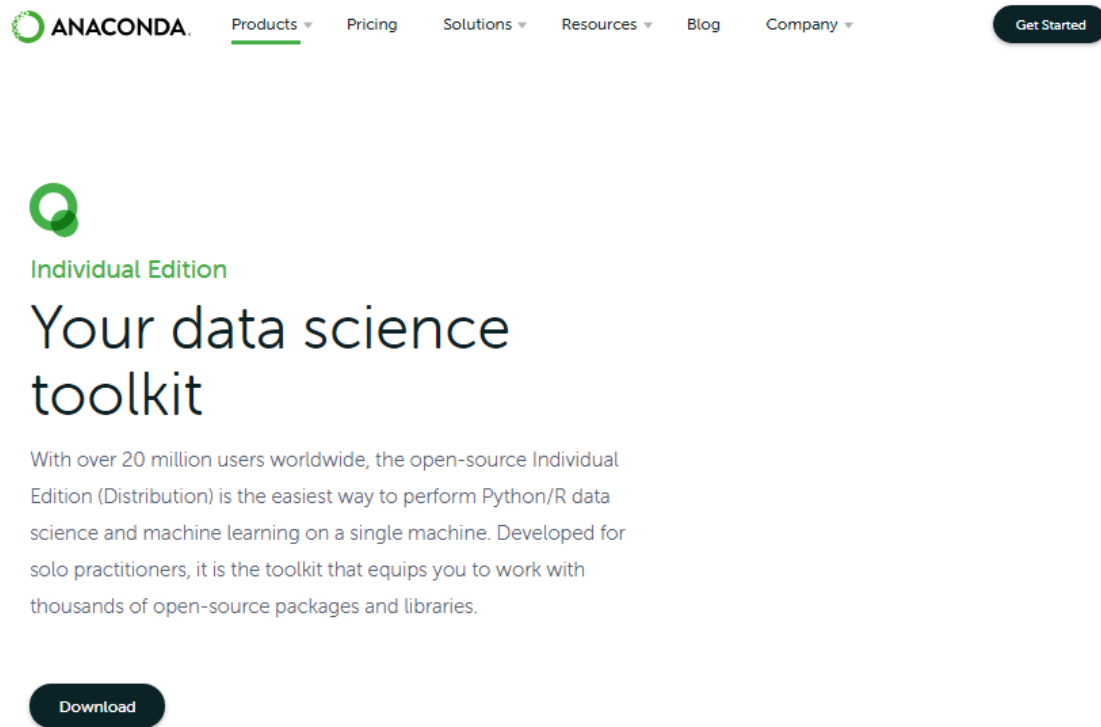 ANACONDA.
Products
Pricing
Solutions
Resources
Blog
Company
Get Started
Individual Edition
Your data science
toolkit
With over 20 million users worldwide, the open-source Individual
Edition (Distribution) is the easiest way to perform Python/R data
science and machine learning on a single machine. Developed for
solo practitioners, it is the toolkit that equips you to work with
thousands of open-source packages and libraries.
Download